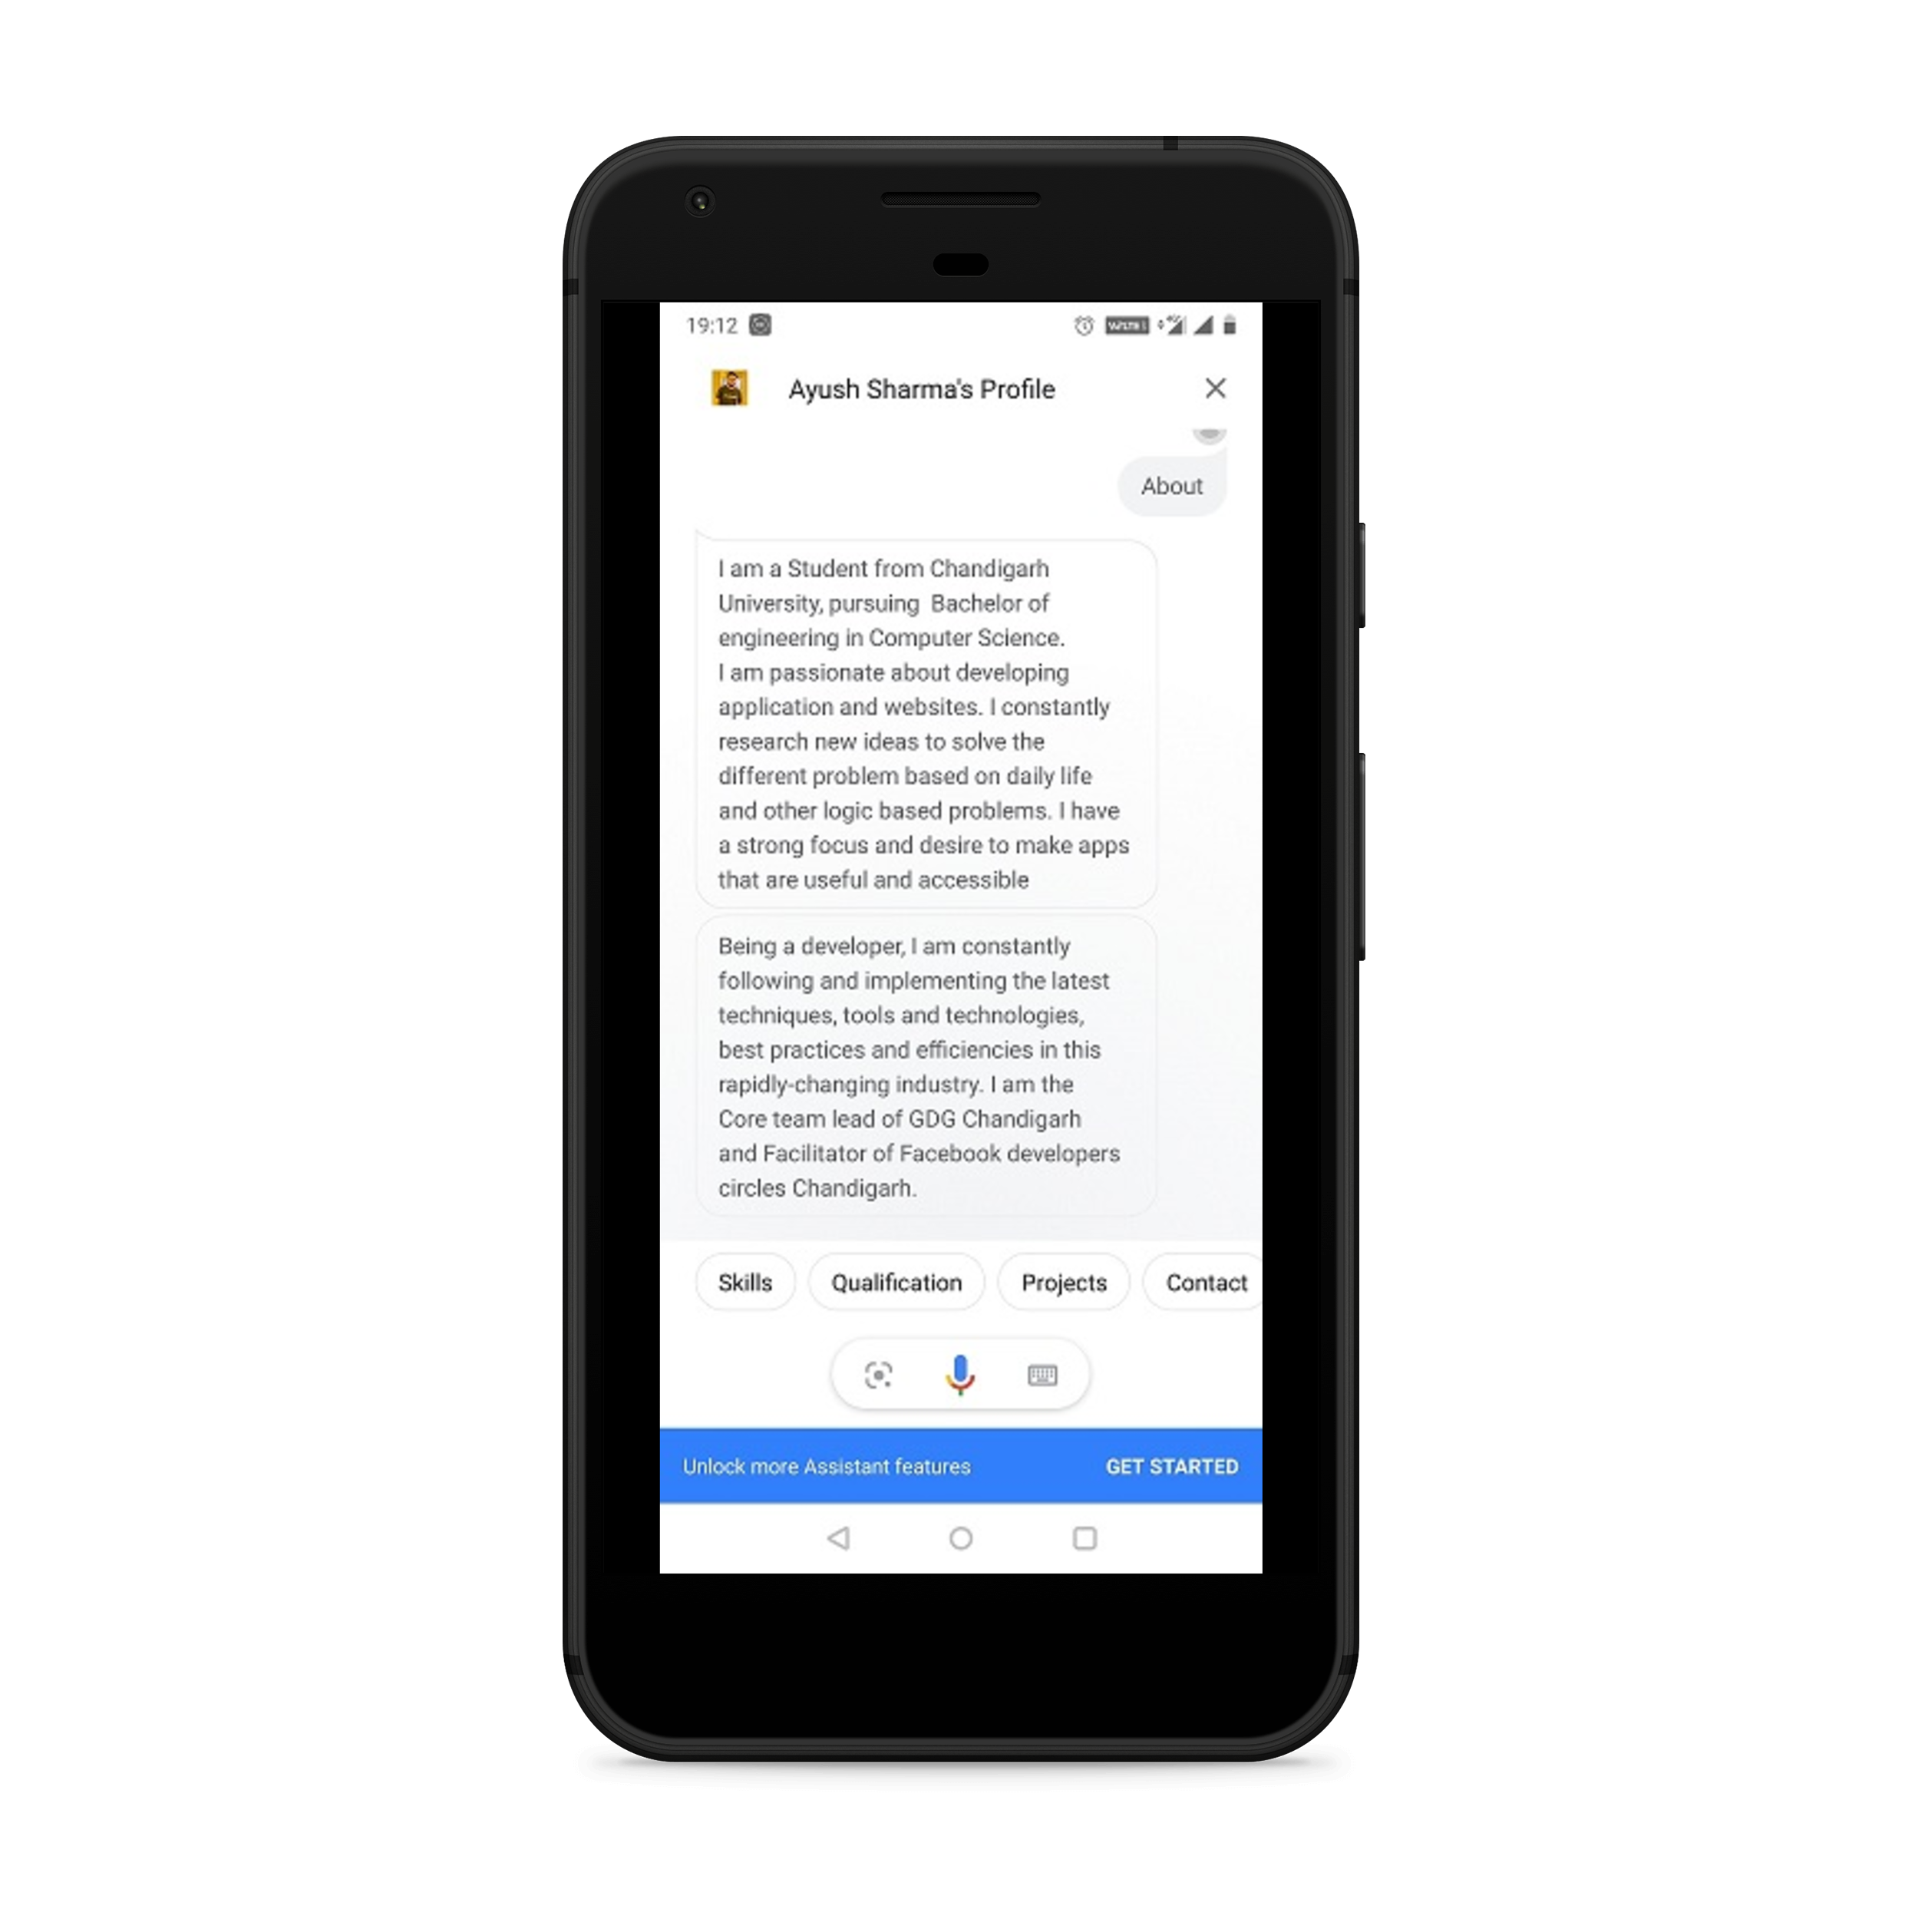 19:12
Ayush Sharma's Profile
About
I am a Student from Chandigarh
University, pursuing  Bachelor of
engineering in Computer Science.
I am passionate about developing
application and websites. I constantly
research new ideas to solve the
different problem based on daily life
and other logic based problems. I have
a strong focus and desire to make apps
that are useful and accessible
Being a developer, I am constantly
following and implementing the latest
techniques, tools and technologies,
best practices and efficiencies in this
rapidly-changing industry. I am the
Core team lead of GDG Chandigarh
and Facilitator of Facebook developers
circles Chandigarh.
Skills Qualification Projects Contact
Unlock more Assistant features GET STARTED